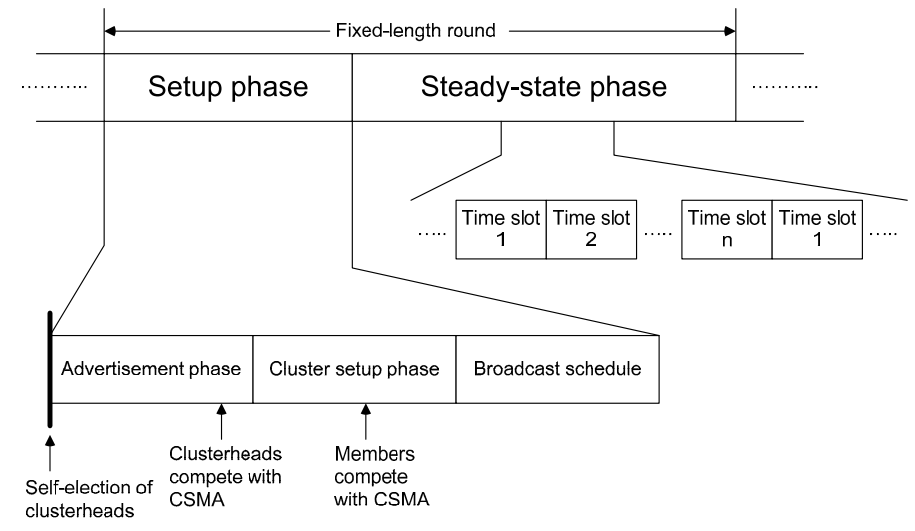 Fixed-length round
........... Setup phase Steady-state phase ...........
..... Time slot 1 Time slot 2 ..... Time slot n Time slot 1 .....
Advertisement phase Cluster setup phase Broadcast schedule
Self-election of
clusterheads
Clusterheads
compete with
CSMA
Members
compete
with CSMA